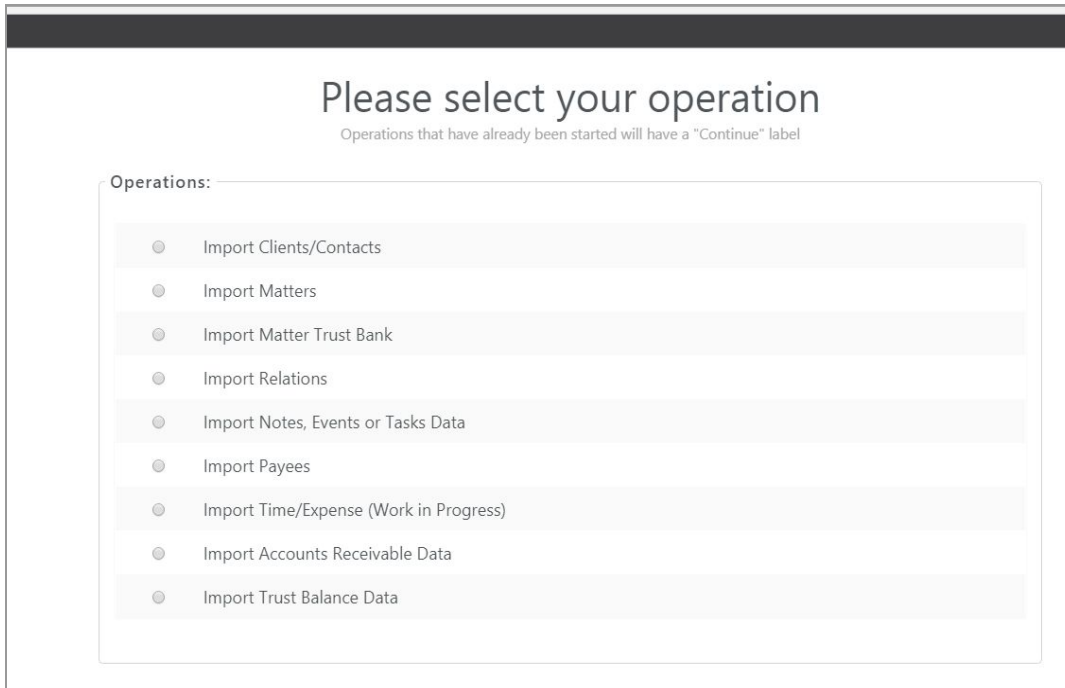 Please select your operation
Operations that have already been started will have a "Continue" label
Operations:
Import Clients/Contacts
Import Matters
Import Matter Trust Bank
Import Relations
Import Notes, Events or Tasks Data
Import Payees
Import Time/Expense (Work in Progress)
Import Accounts Receivable Data
Import Trust Balance Data